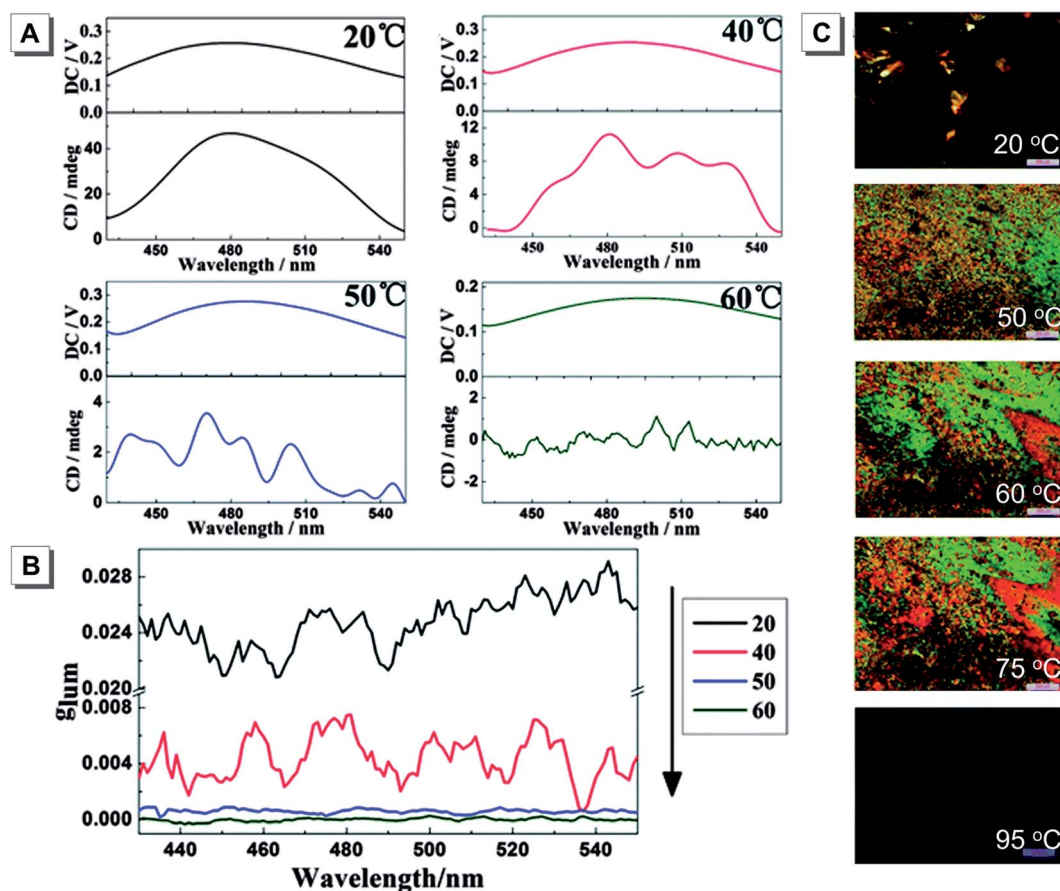 A
20℃
DC / V
0.3
0.2
0.1
0.0
CD / mdeg
40
20
0
450 480 510 540
Wavelength / nm
40℃
DC / V
0.3
0.2
0.1
0.0
CD / mdeg
12
8
4
0
450 480 510 540
Wavelength / nm
50℃
DC / V
0.3
0.2
0.1
0.0
CD / mdeg
4
2
0
450 480 510 540
Wavelength / nm
60℃
DC / V
0.2
0.1
0.0
CD / mdeg
2
0
-2
450 480 510 540
Wavelength / nm
B
glum
0.028
0.024
0.020
0.008
0.004
0.000
440 460 480 500 520 540
Wavelength/nm
20
40
50
60
C
20 °C
50 °C
60 °C
75 °C
95 °C